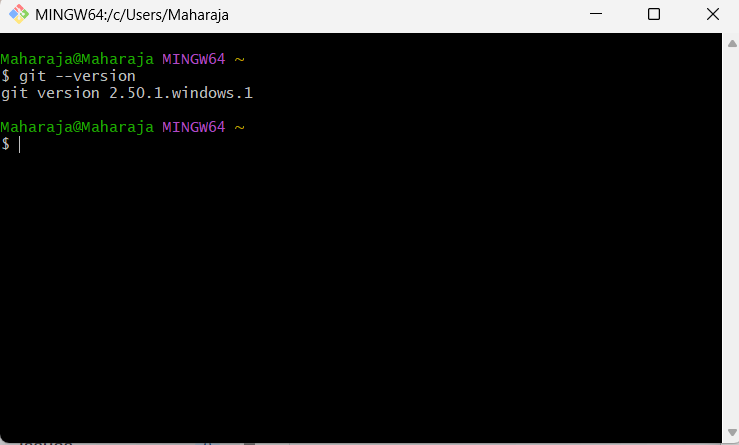 MINGW64:/c/Users/Maharaja
Maharaja@Maharaja MINGW64 ~
$ git --version
git version 2.50.1.windows.1
Maharaja@Maharaja MINGW64 ~
$